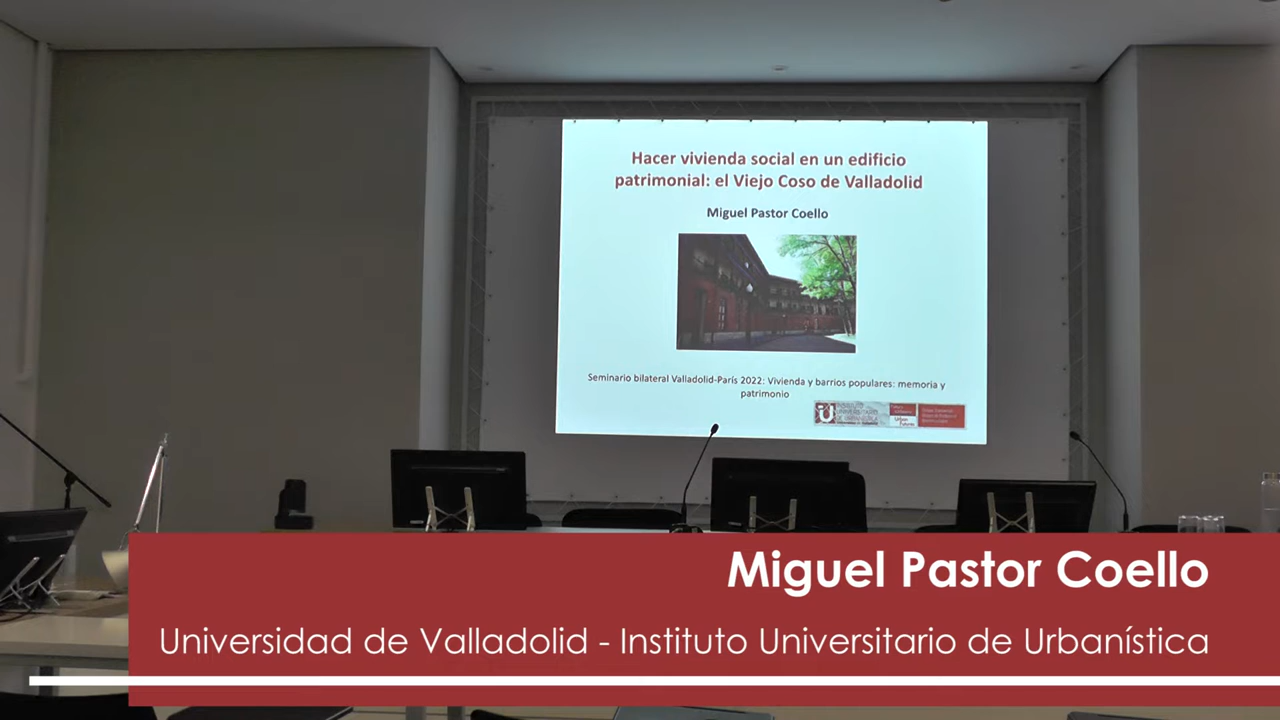 Hacer vivienda social en un edificio
patrimonial: el Viejo Coso de Valladolid
Miguel Pastor Coello
Seminario bilateral Valladolid-París 2022: Vivienda y barrios populares: memoria y
patrimonio
Miguel Pastor Coello
Universidad de Valladolid - Instituto Universitario de Urbanística